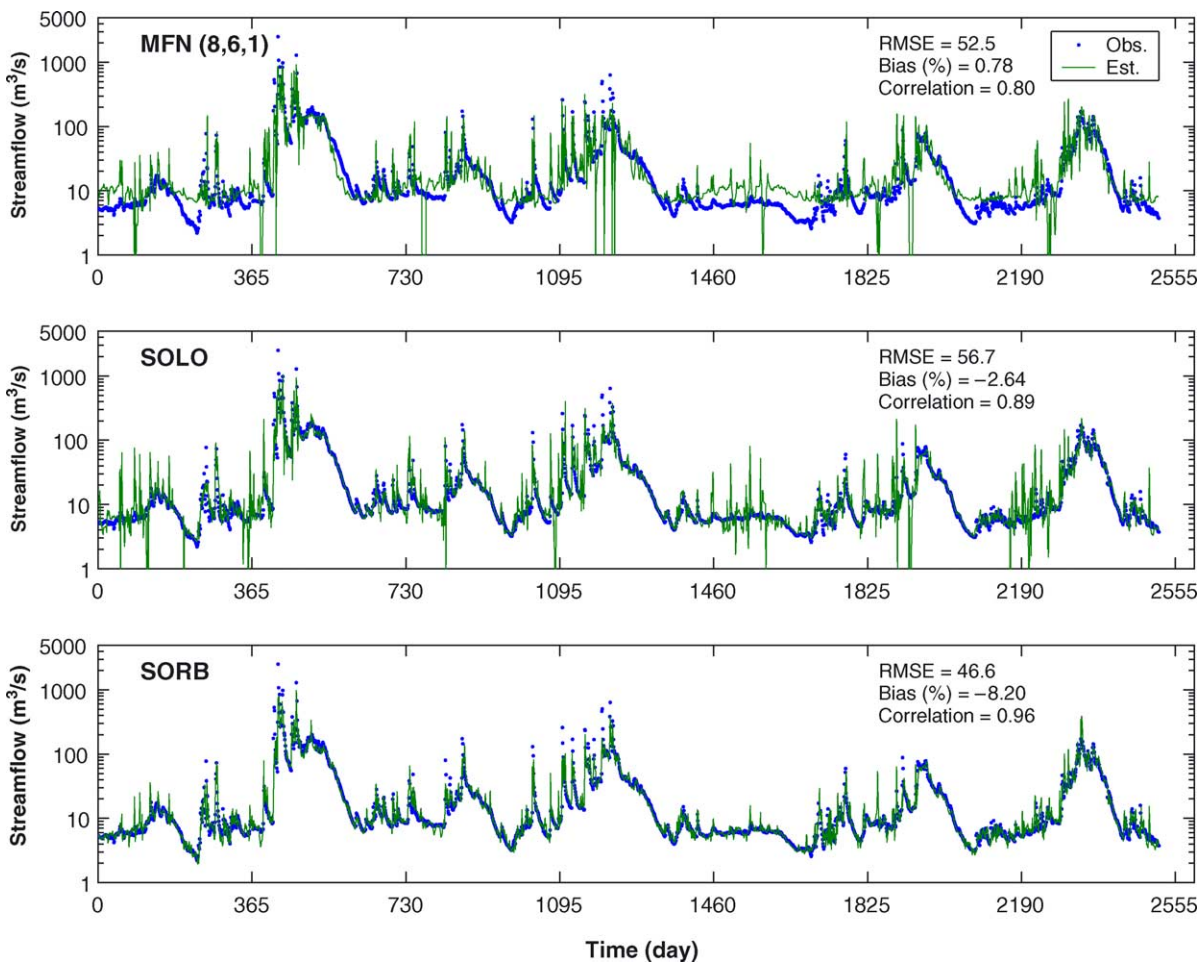 MFN (8,6,1)
RMSE = 52.5
Bias (%) = 0.78
Correlation = 0.80
Obs.
Est.
Streamflow (m³/s)
5000
1000
100
10
1
0 365 730 1095 1460 1825 2190 2555
SOLO
RMSE = 56.7
Bias (%) = −2.64
Correlation = 0.89
Streamflow (m³/s)
5000
1000
100
10
1
0 365 730 1095 1460 1825 2190 2555
SORB
RMSE = 46.6
Bias (%) = −8.20
Correlation = 0.96
Streamflow (m³/s)
5000
1000
100
10
1
0 365 730 1095 1460 1825 2190 2555
Time (day)